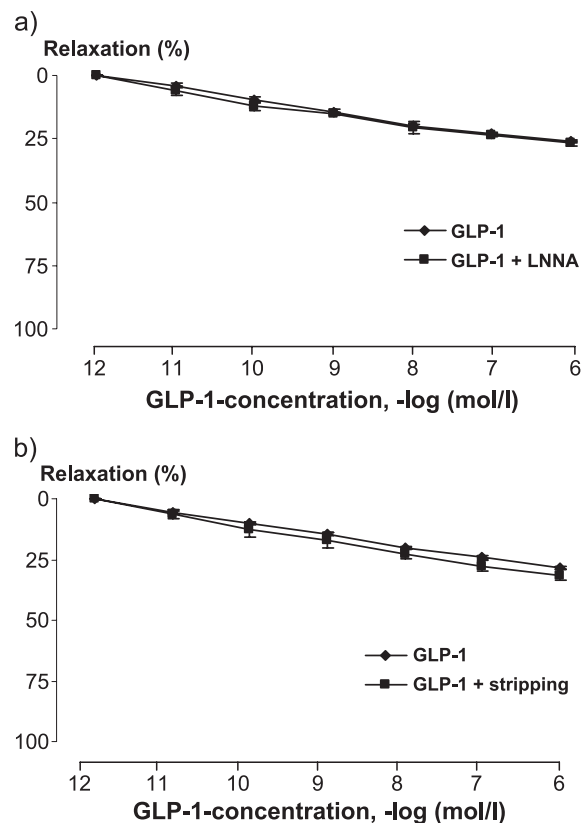 a)
Relaxation (%)
0
25
50
75
100
GLP-1
GLP-1 + LNNA
12 11 10 9 8 7 6
GLP-1-concentration, -log (mol/l)
b)
Relaxation (%)
0
25
50
75
100
GLP-1
GLP-1 + stripping
12 11 10 9 8 7 6
GLP-1-concentration, -log (mol/l)